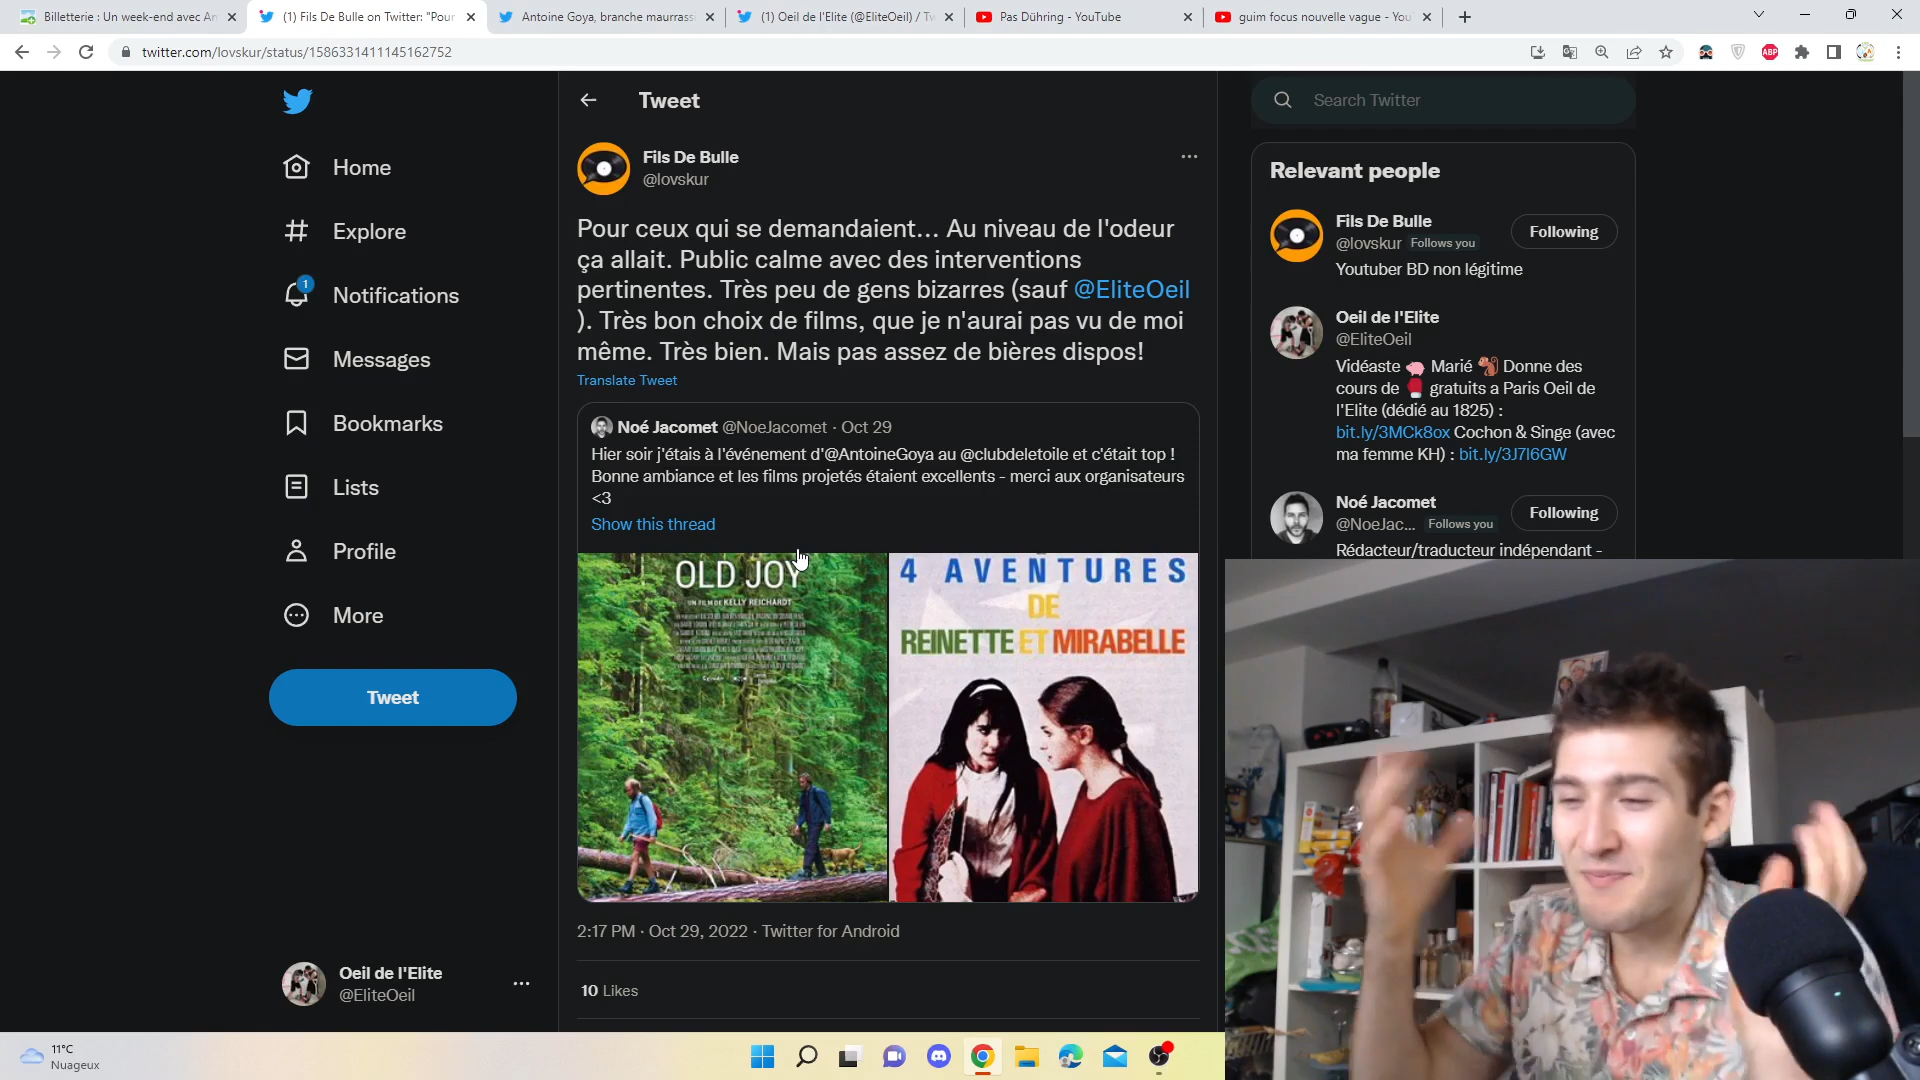 Billetterie : Un week-end avec An
(1) Fils De Bulle on Twitter: "Pour
Antoine Goya, branche maurrass
(1) Oeil de l'Elite (@EliteOeil) / Tw
Pas Dühring - YouTube
guim focus nouvelle vague - You
twitter.com/lovskur/status/1586331411145162752
ABP
Home
Explore
1
Notifications
Messages
Bookmarks
Lists
Profile
More
Tweet
Oeil de l'Elite
@EliteOeil
Tweet
Fils De Bulle
@lovskur
Pour ceux qui se demandaient... Au niveau de l'odeur
ça allait. Public calme avec des interventions
pertinentes. Très peu de gens bizarres (sauf @EliteOeil
). Très bon choix de films, que je n'aurai pas vu de moi
même. Très bien. Mais pas assez de bières dispos!
Translate Tweet
Noé Jacomet @NoeJacomet · Oct 29
Hier soir j'étais à l'événement d'@AntoineGoya au @clubdeletoile et c'était top !
Bonne ambiance et les films projetés étaient excellents - merci aux organisateurs
<3
Show this thread
OLD JOY
UN FILM DE KELLY REICHARDT
4 AVENTURES
DE
REINETTE ET MIRABELLE
2:17 PM · Oct 29, 2022 · Twitter for Android
10 Likes
Search Twitter
Relevant people
Fils De Bulle
@lovskur Follows you
Following
Youtuber BD non légitime
Oeil de l'Elite
@EliteOeil
Vidéaste Marié Donne des
cours de gratuits a Paris Oeil de
l'Elite (dédié au 1825) :
bit.ly/3MCk8ox Cochon & Singe (avec
ma femme KH) : bit.ly/3J7I6GW
Noé Jacomet
@NoeJac... Follows you
Following
Rédacteur/traducteur indépendant -
11°C
Nuageux